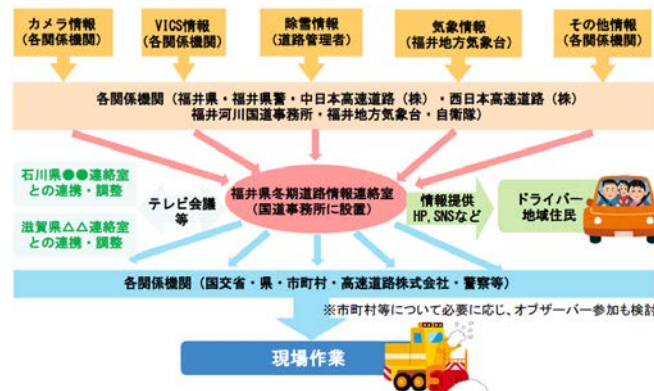 カメラ情報
(各関係機関)
VICS情報
(各関係機関)
除雪情報
(道路管理者)
気象情報
(福井地方気象台)
その他情報
(各関係機関)
各関係機関(福井県・福井県警・中日本高速道路(株)・西日本高速道路(株)
福井河川国道事務所・福井地方気象台・自衛隊)
石川県●●連絡室
との連携・調整
滋賀県△△連絡室
との連携・調整
テレビ会議
等
福井県冬期道路情報連絡室
(国道事務所に設置)
情報提供
HP,SNSなど
ドライバー
地域住民
各関係機関(国交省・県・市町村・高速道路株式会社・警察等)
※市町村等について必要に応じ、オブザーバー参加も検討
現場作業